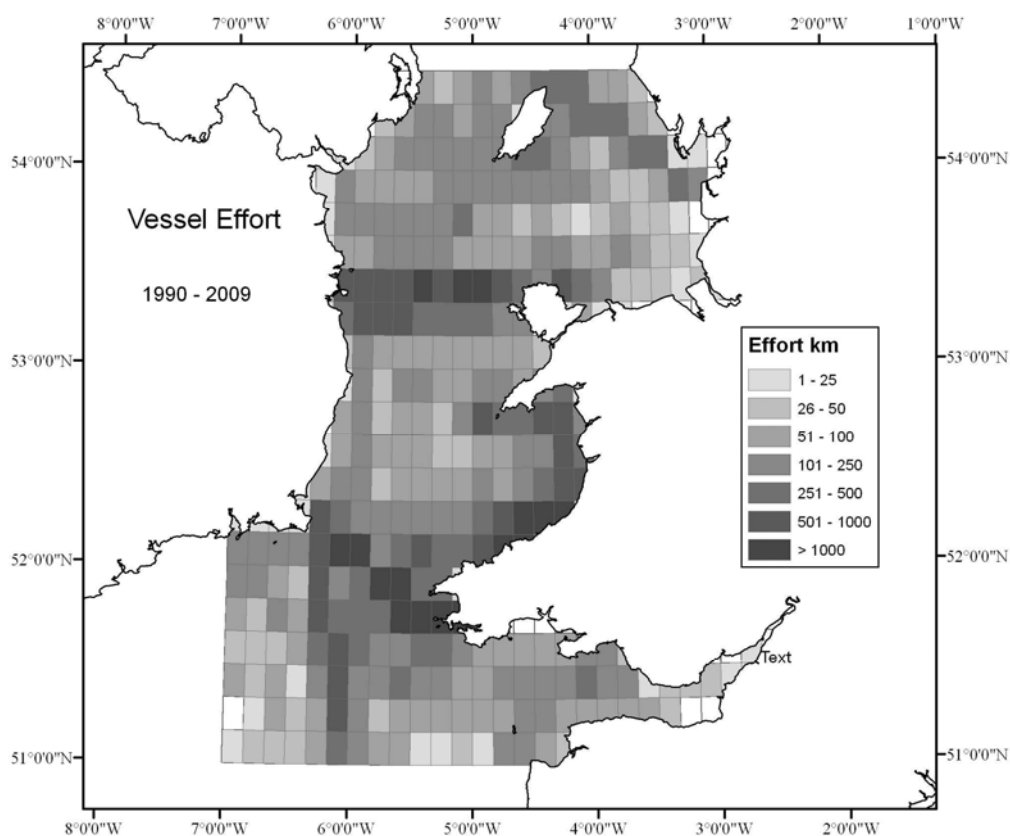 8°0'0"W 7°0'0"W 6°0'0"W 5°0'0"W 4°0'0"W 3°0'0"W 2°0'0"W 1°0'0"W
54°0'0"N 54°0'0"N
Vessel Effort
1990 - 2009
53°0'0"N 53°0'0"N
Effort km
1 - 25
26 - 50
51 - 100
101 - 250
251 - 500
501 - 1000
> 1000
52°0'0"N 52°0'0"N
Text
51°0'0"N 51°0'0"N
8°0'0"W 7°0'0"W 6°0'0"W 5°0'0"W 4°0'0"W 3°0'0"W 2°0'0"W